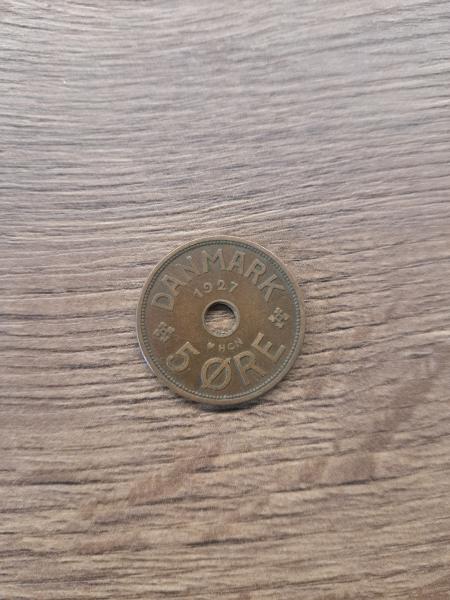 DANMARK
1927
♥ HCN
5 ØRE